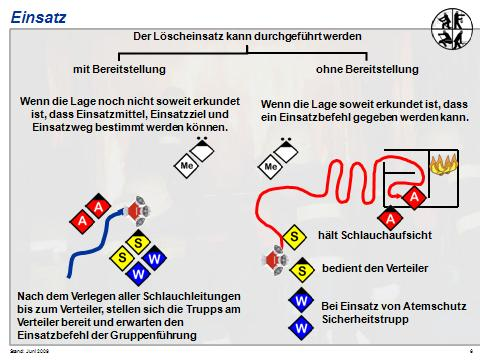 Einsatz
Der Löscheinsatz kann durchgeführt werden
mit Bereitstellung
ohne Bereitstellung
Wenn die Lage noch nicht soweit erkundet
ist, dass Einsatzmittel, Einsatzziel und
Einsatzweg bestimmt werden können.
Wenn die Lage soweit erkundet ist, dass
ein Einsatzbefehl gegeben werden kann.
Me
Me
A
A
S
S
W
W
A
A
S
hält Schlauchaufsicht
S
bedient den Verteiler
W
W
Bei Einsatz von Atemschutz
Sicherheitstrupp
Nach dem Verlegen aller Schlauchleitungen
bis zum Verteiler, stellen sich die Trupps am
Verteiler bereit und erwarten den
Einsatzbefehl der Gruppenführung